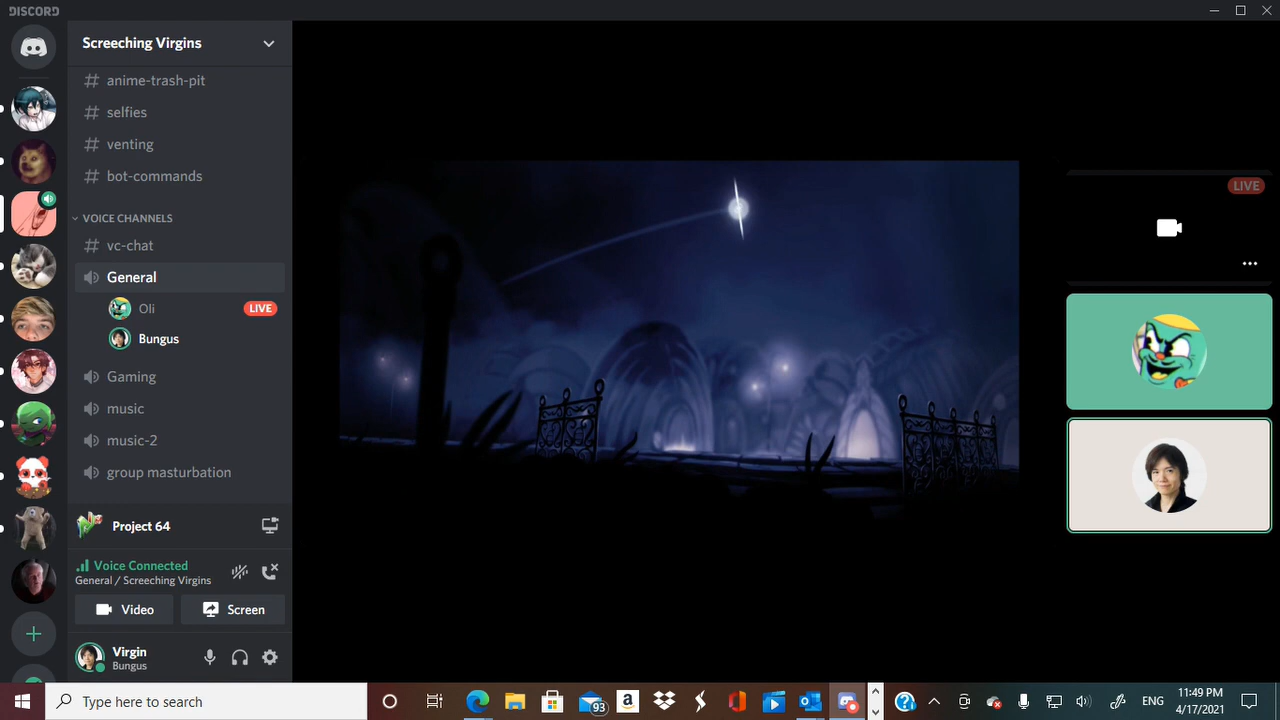 DISCORD
Screeching Virgins
# anime-trash-pit
# selfies
# venting
# bot-commands
VOICE CHANNELS
# vc-chat
General
Oli LIVE
Bungus
Gaming
music
music-2
group masturbation
Project 64
Voice Connected
General / Screeching Virgins
Video Screen
Virgin
Bungus
LIVE
Type here to search
93
a
ENG
11:49 PM
4/17/2021